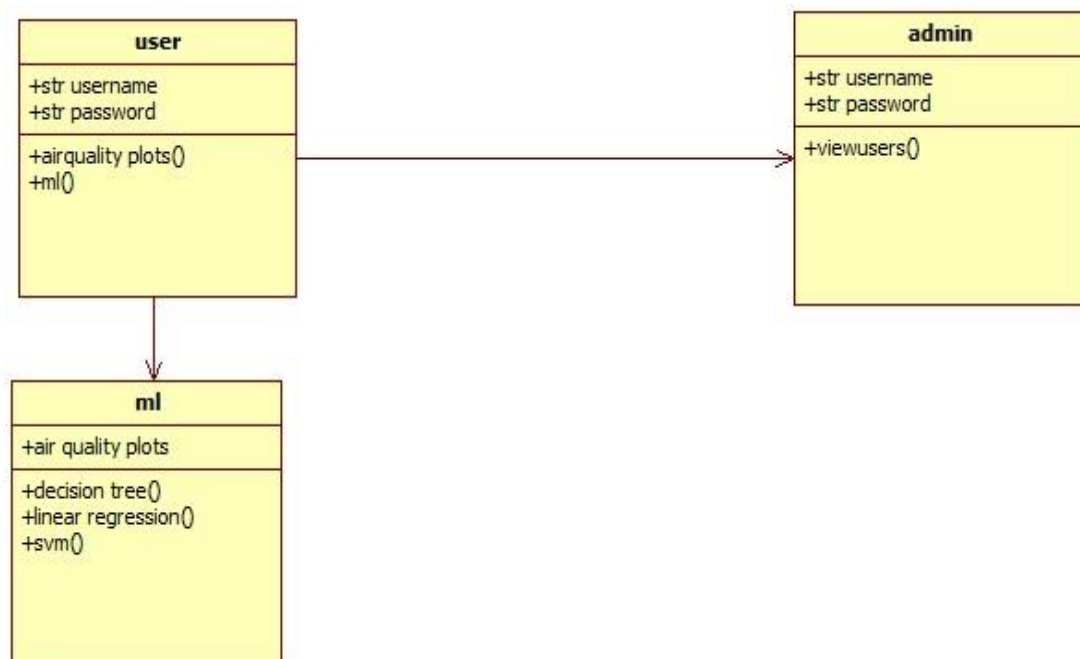 user
+str username
+str password
+airquality plots()
+ml()
admin
+str username
+str password
+viewusers()
ml
+air quality plots
+decision tree()
+linear regression()
+svm()